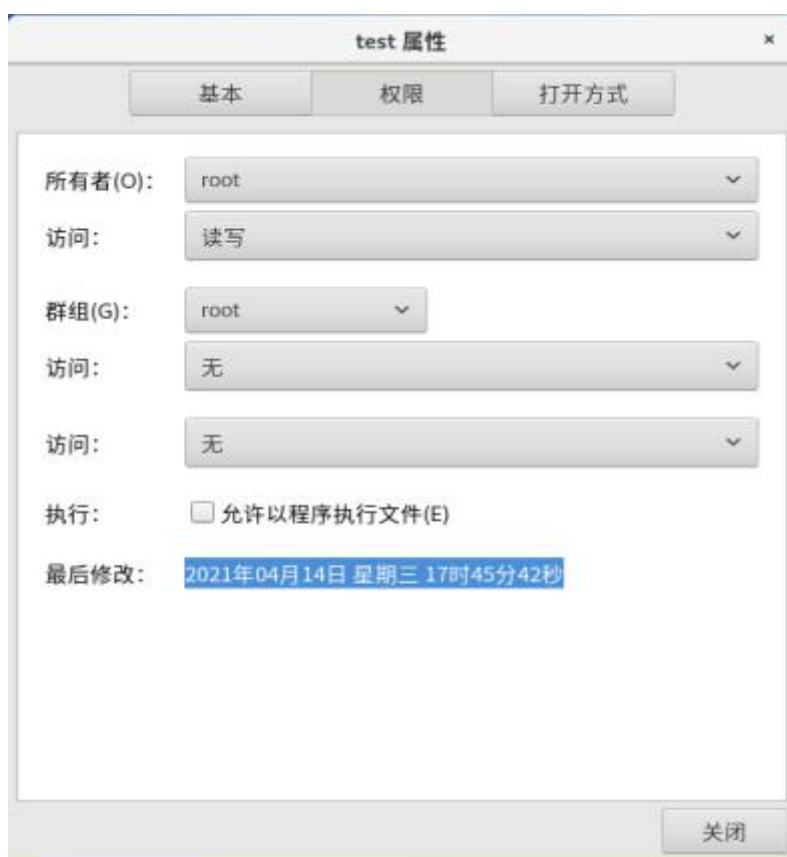 test 属性 ×
基本 权限 打开方式
所有者(O)： root
访问： 读写
群组(G)： root
访问： 无
访问： 无
执行： 允许以程序执行文件(E)
最后修改： 2021年04月14日 星期三 17时45分42秒
关闭